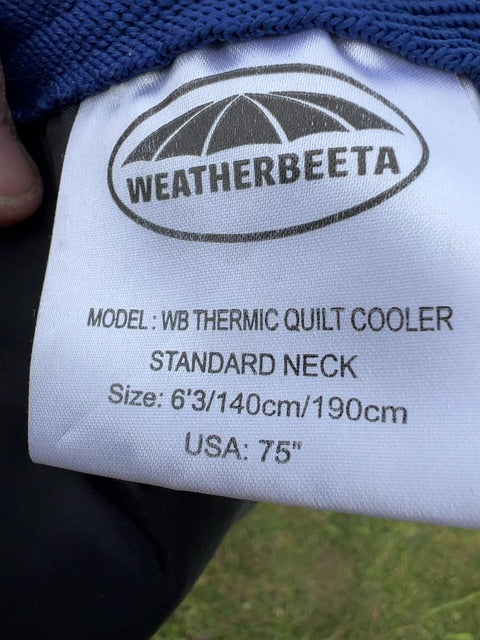 WEATHERBEETA
MODEL: WB THERMIC QUILT COOLER
STANDARD NECK
Size: 6'3/140cm/190cm
USA: 75"